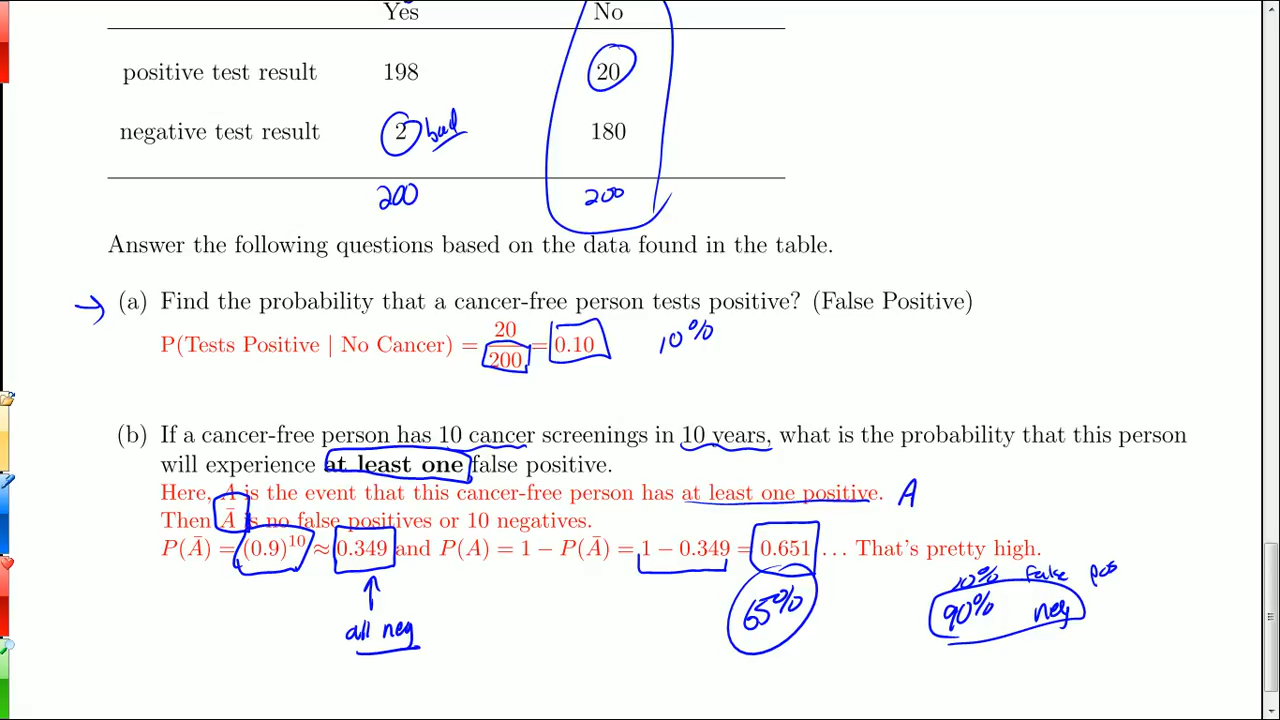 Yes No
positive test result 198 20
negative test result 2 bad 180
200 200
Answer the following questions based on the data found in the table.
(a) Find the probability that a cancer-free person tests positive? (False Positive)
P(Tests Positive | No Cancer) = 20/200 = 0.10 10%
(b) If a cancer-free person has 10 cancer screenings in 10 years, what is the probability that this person
will experience at least one false positive.
Here, A is the event that this cancer-free person has at least one positive. A
Then Ā is no false positives or 10 negatives.
P(Ā) = (0.9)^10 ≈ 0.349 and P(A) = 1 − P(Ā) = 1 − 0.349 = 0.651 ... That's pretty high.
10% false pos
65% 90% neg
all neg